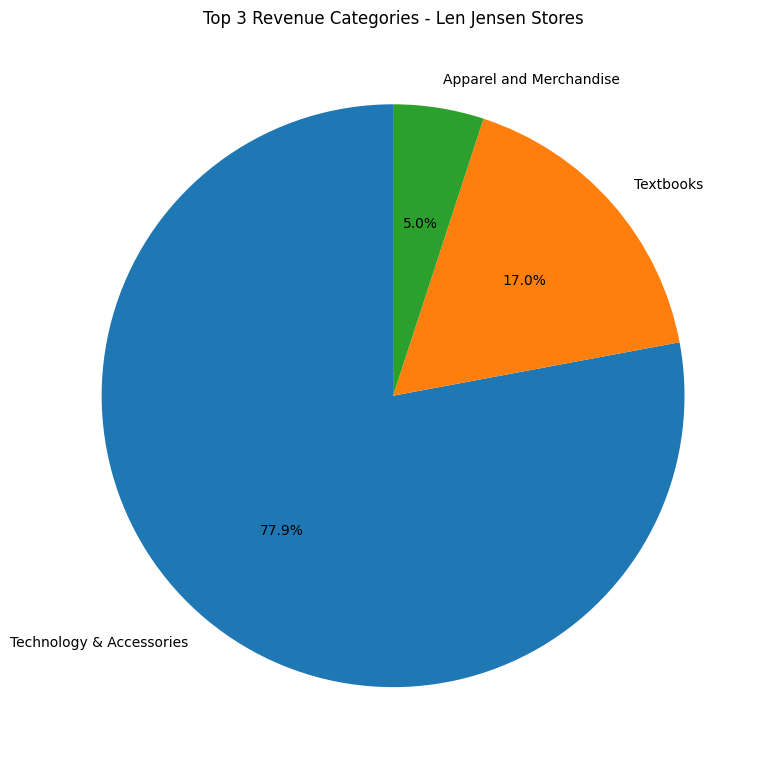 Top 3 Revenue Categories - Len Jensen Stores
Apparel and Merchandise
Textbooks
5.0%
17.0%
77.9%
Technology & Accessories